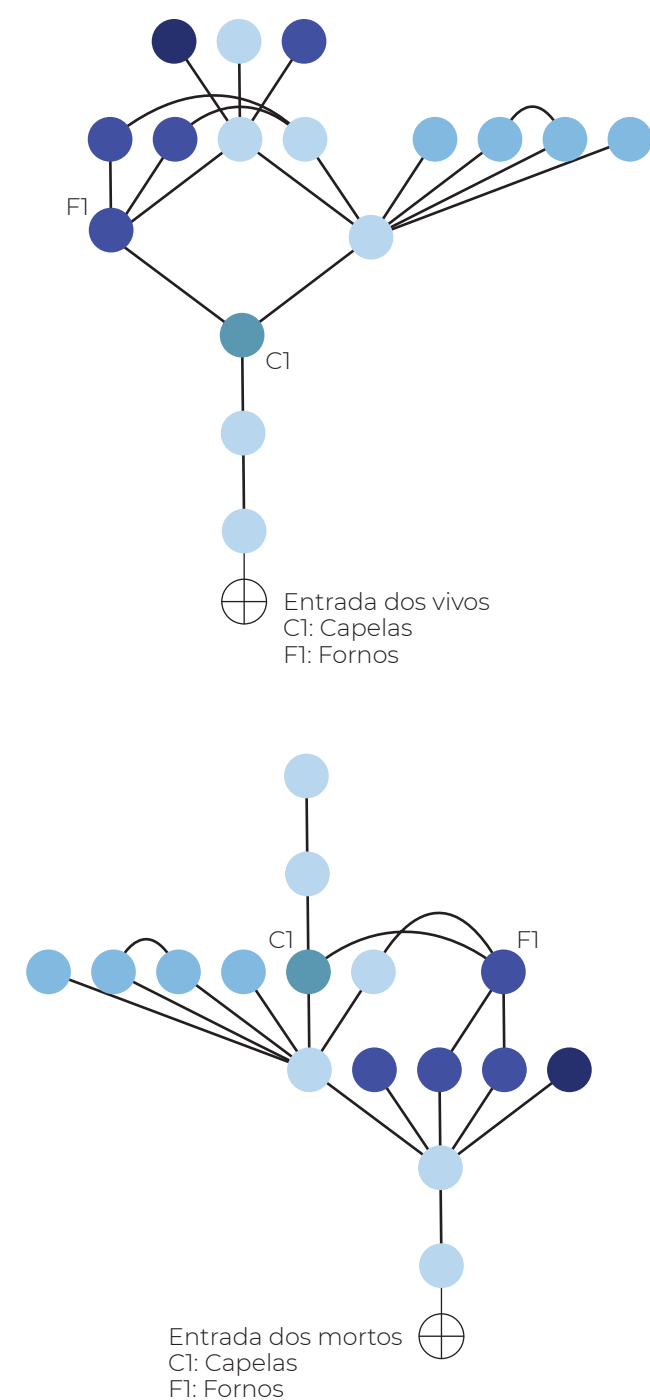 F1
C1
Entrada dos vivos
C1: Capelas
F1: Fornos
C1
F1
Entrada dos mortos
C1: Capelas
F1: Fornos